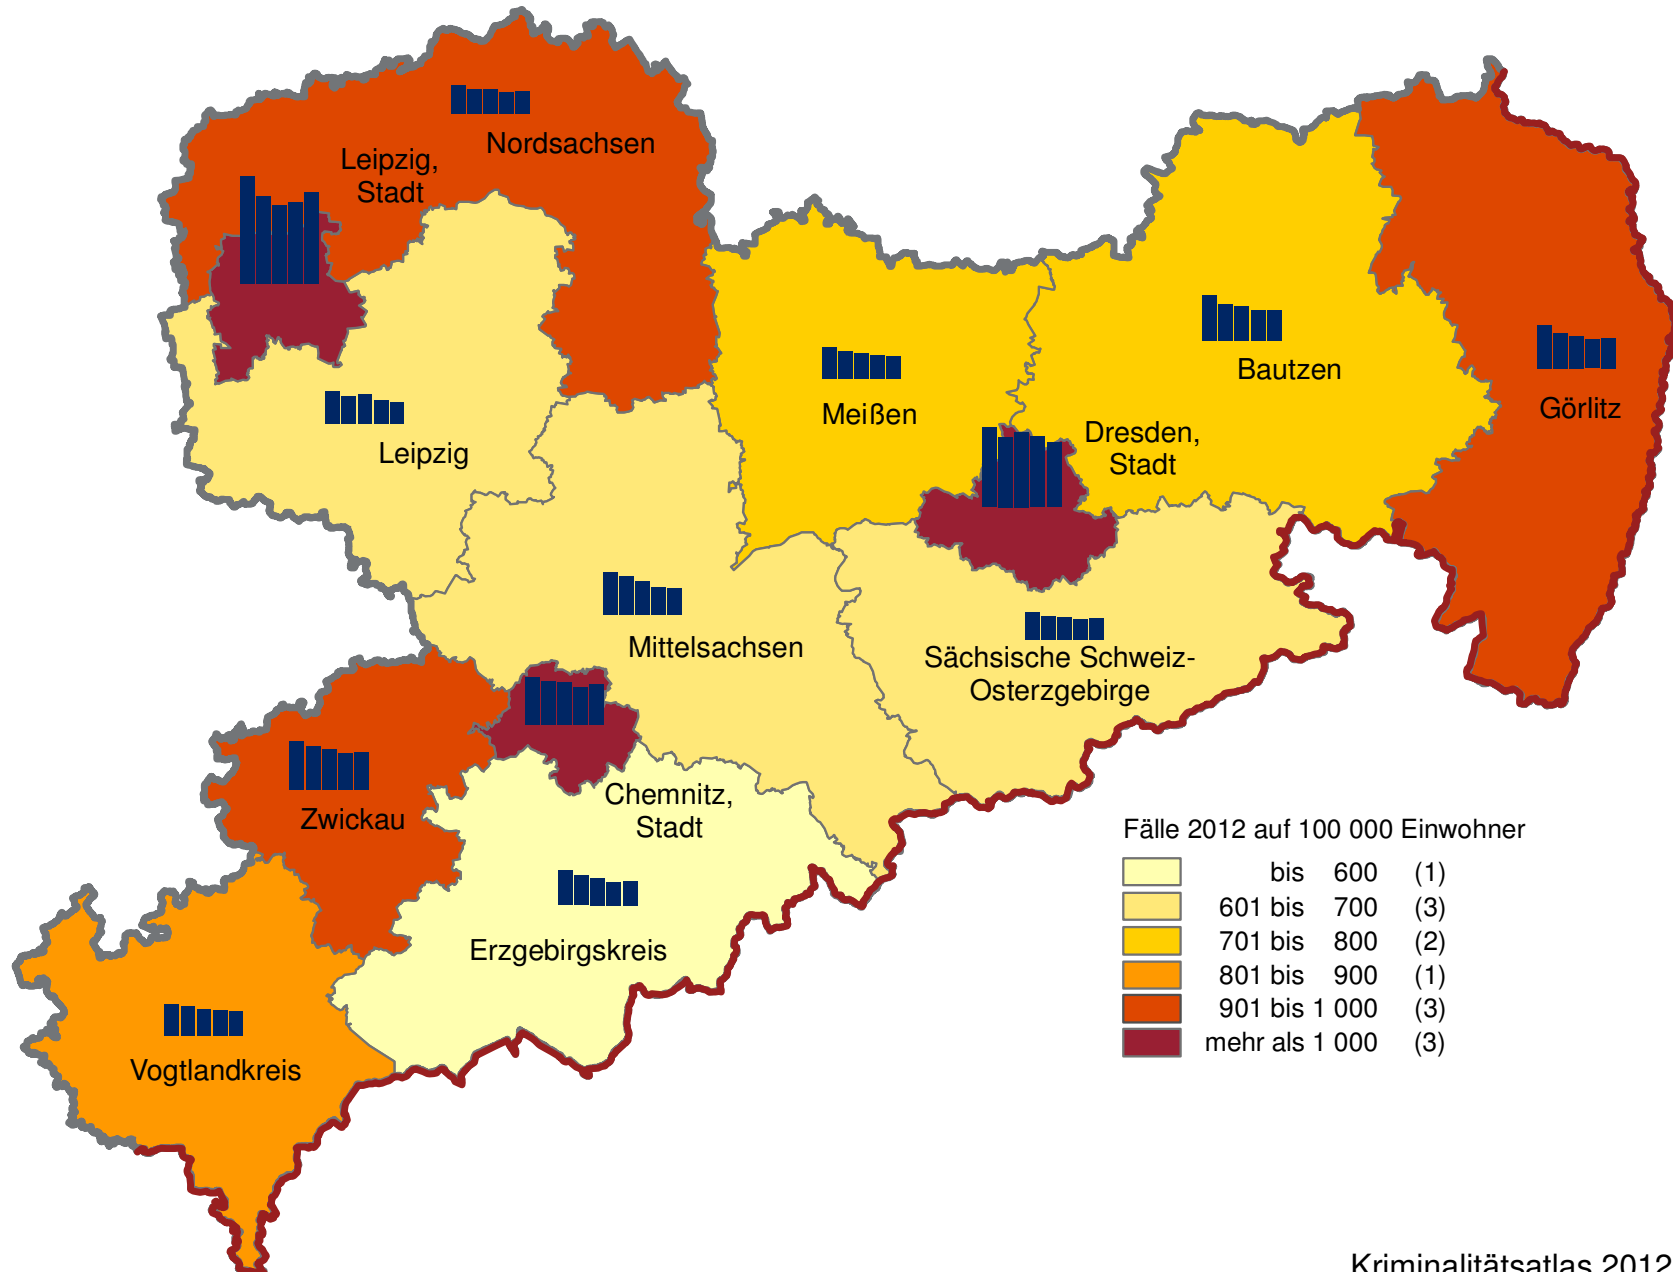 Nordsachsen
Leipzig,
Stadt
Leipzig
Meißen
Bautzen
Görlitz
Dresden,
Stadt
Mittelsachsen
Sächsische Schweiz-
Osterzgebirge
Zwickau
Chemnitz,
Stadt
Erzgebirgskreis
Vogtlandkreis
Fälle 2012 auf 100 000 Einwohner
bis 600 (1)
601 bis 700 (3)
701 bis 800 (2)
801 bis 900 (1)
901 bis 1 000 (3)
mehr als 1 000 (3)
Kriminalitätsatlas 2012